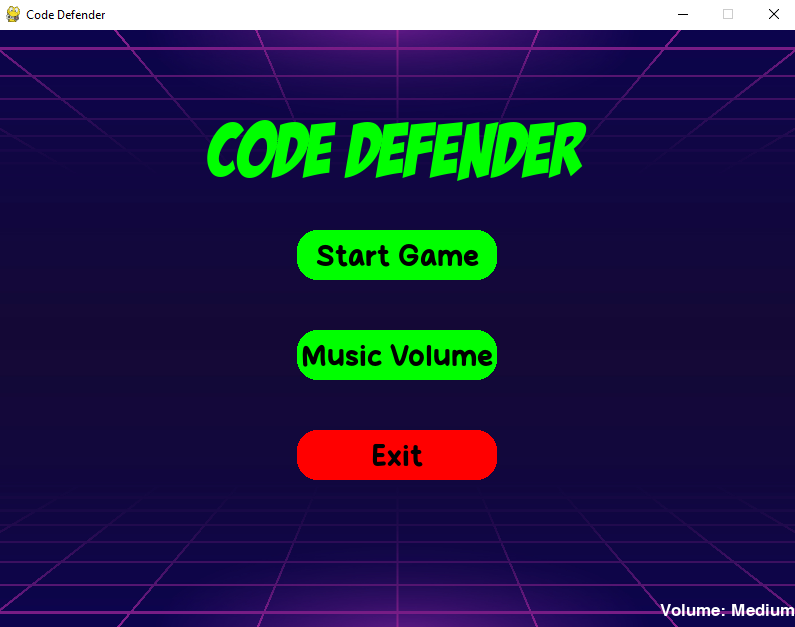 Code Defender
CODE DEFENDER
Start Game
Music Volume
Exit
Volume: Medium